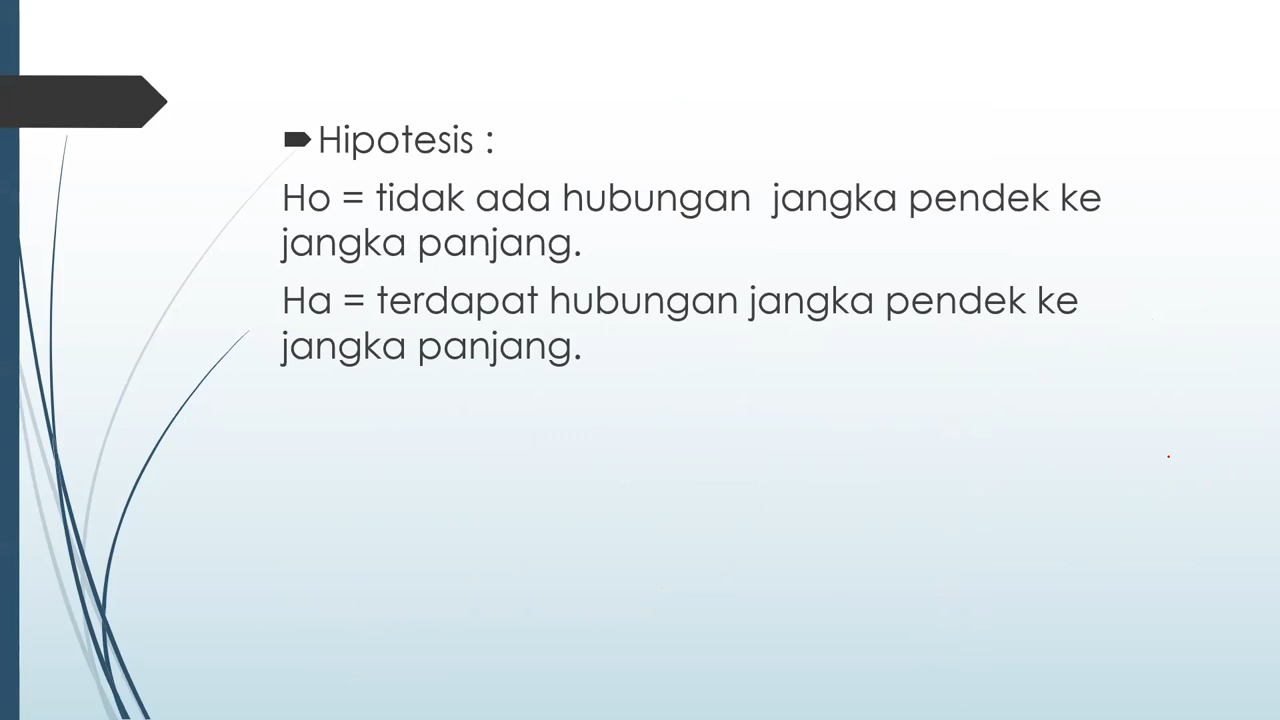 Hipotesis :
Ho = tidak ada hubungan  jangka pendek ke
jangka panjang.
Ha = terdapat hubungan jangka pendek ke
jangka panjang.